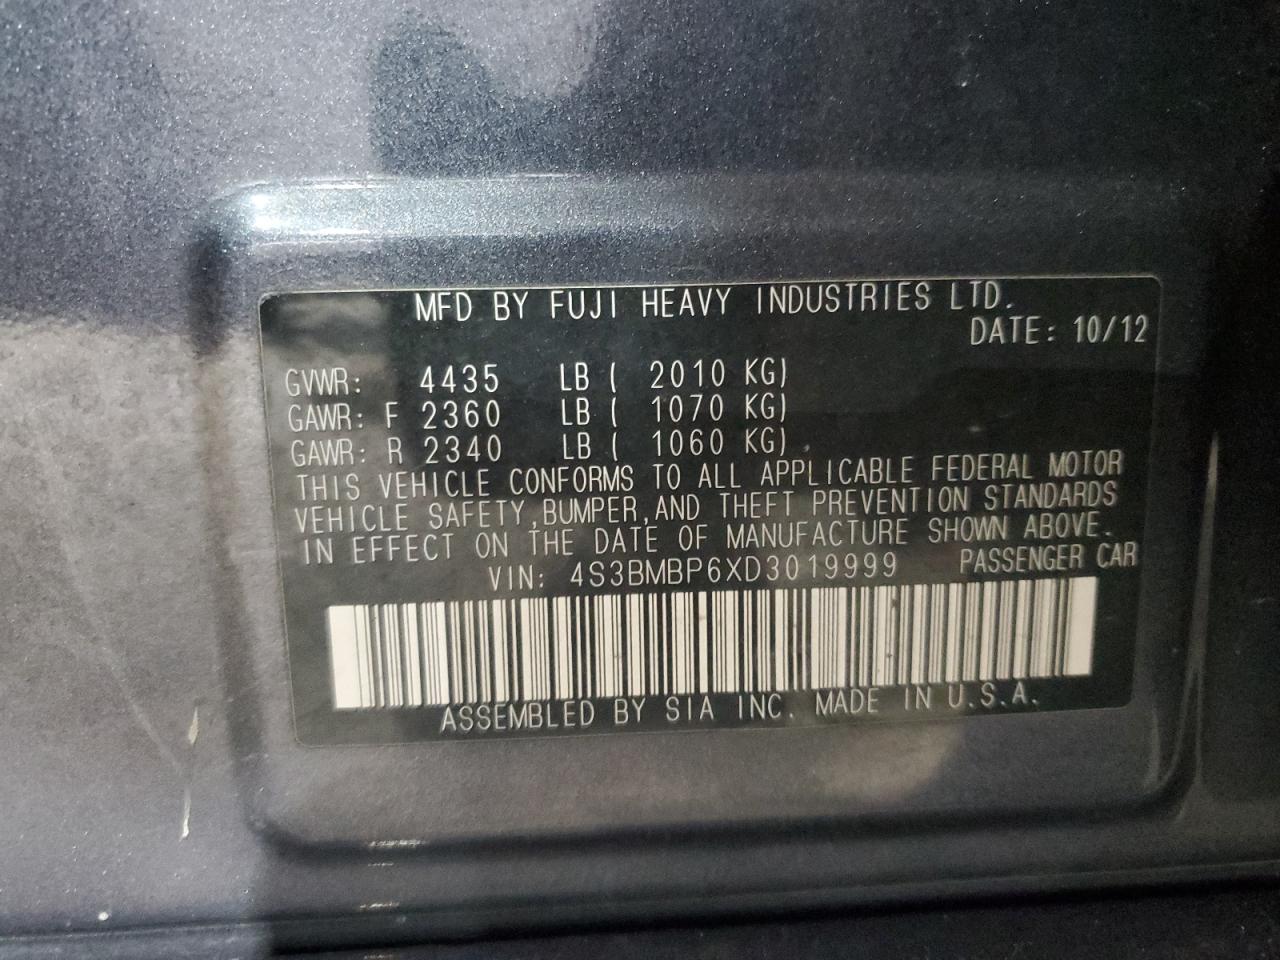 MFD BY FUJI HEAVY INDUSTRIES LTD.
DATE: 10/12
GVWR: 4435 LB ( 2010 KG)
GAWR: F 2360 LB ( 1070 KG)
GAWR: R 2340 LB ( 1060 KG)
THIS VEHICLE CONFORMS TO ALL APPLICABLE FEDERAL MOTOR
VEHICLE SAFETY,BUMPER,AND THEFT PREVENTION STANDARDS
IN EFFECT ON THE DATE OF MANUFACTURE SHOWN ABOVE.
VIN: 4S3BMBP6XD3019999 PASSENGER CAR
ASSEMBLED BY SIA INC. MADE IN U.S.A.